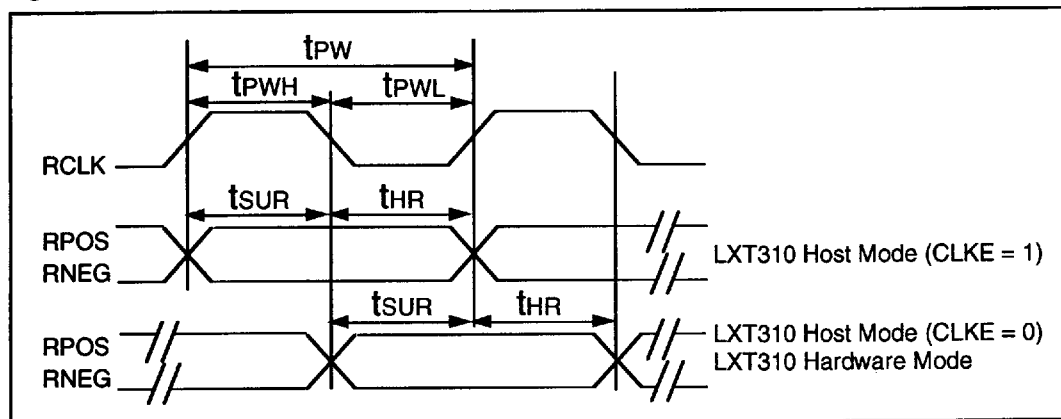 tPW
tPWH tPWL
RCLK
tSUR tHR
RPOS
RNEG
LXT310 Host Mode (CLKE = 1)
tSUR tHR
RPOS
RNEG
LXT310 Host Mode (CLKE = 0)
LXT310 Hardware Mode